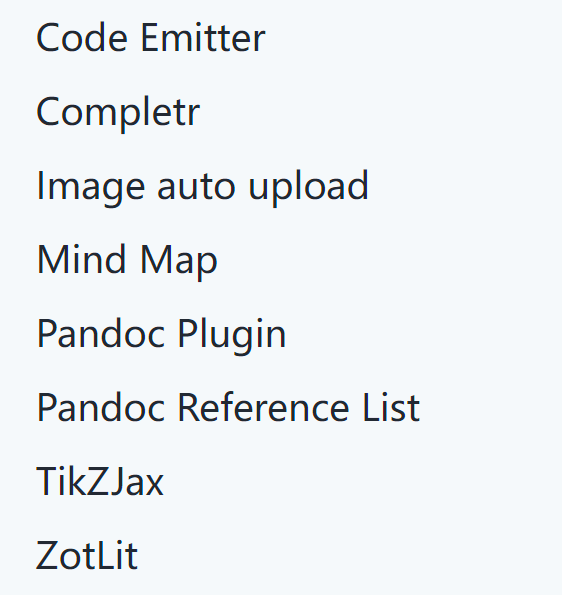 Code Emitter
Completr
Image auto upload
Mind Map
Pandoc Plugin
Pandoc Reference List
TikZJax
ZotLit